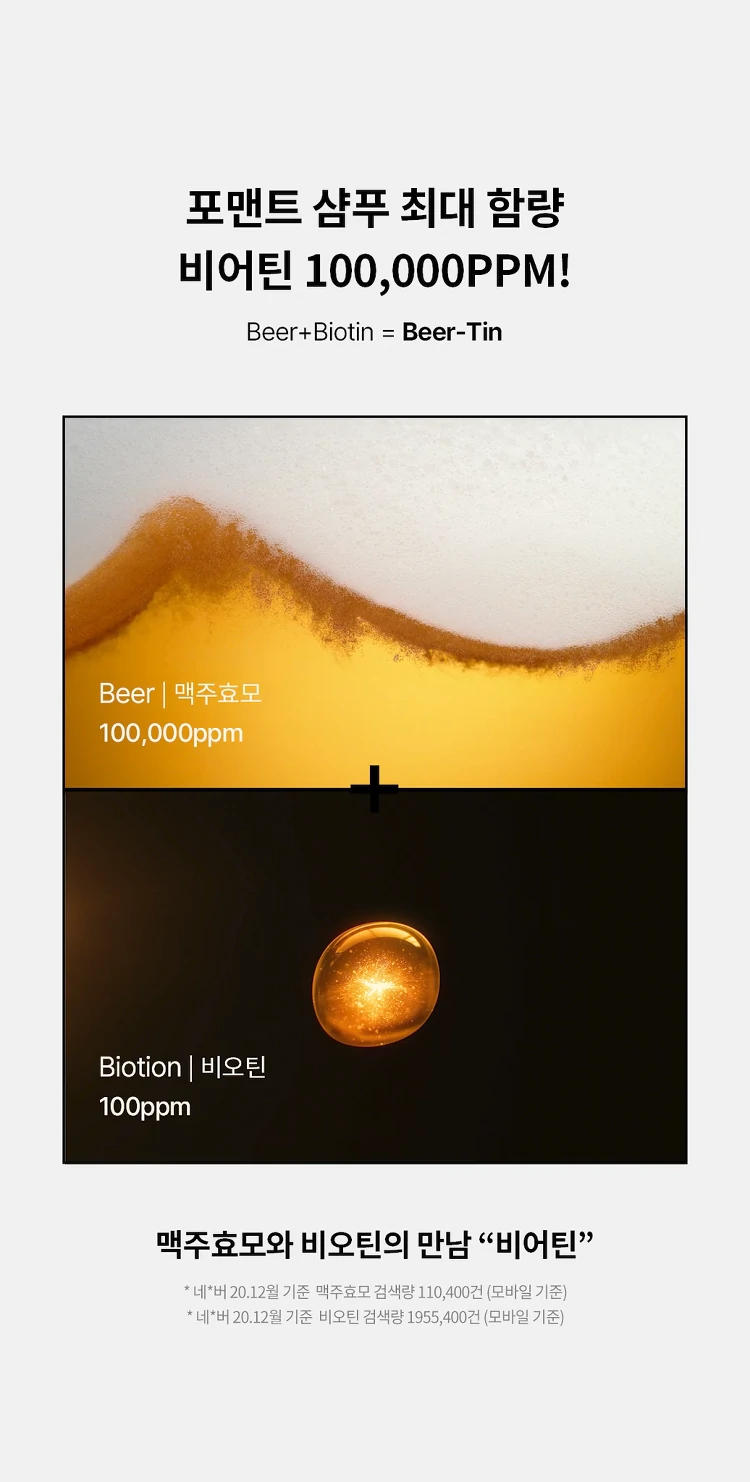 포맨트 샴푸 최대 함량
비어틴 100,000PPM!
Beer+Biotin = Beer-Tin
Beer | 맥주효모
100,000ppm
+
Biotion | 비오틴
100ppm
맥주효모와 비오틴의 만남 “비어틴”
* 네*버 20.12월 기준 맥주효모 검색량 110,400건 (모바일 기준)
* 네*버 20.12월 기준 비오틴 검색량 1955,400건 (모바일 기준)